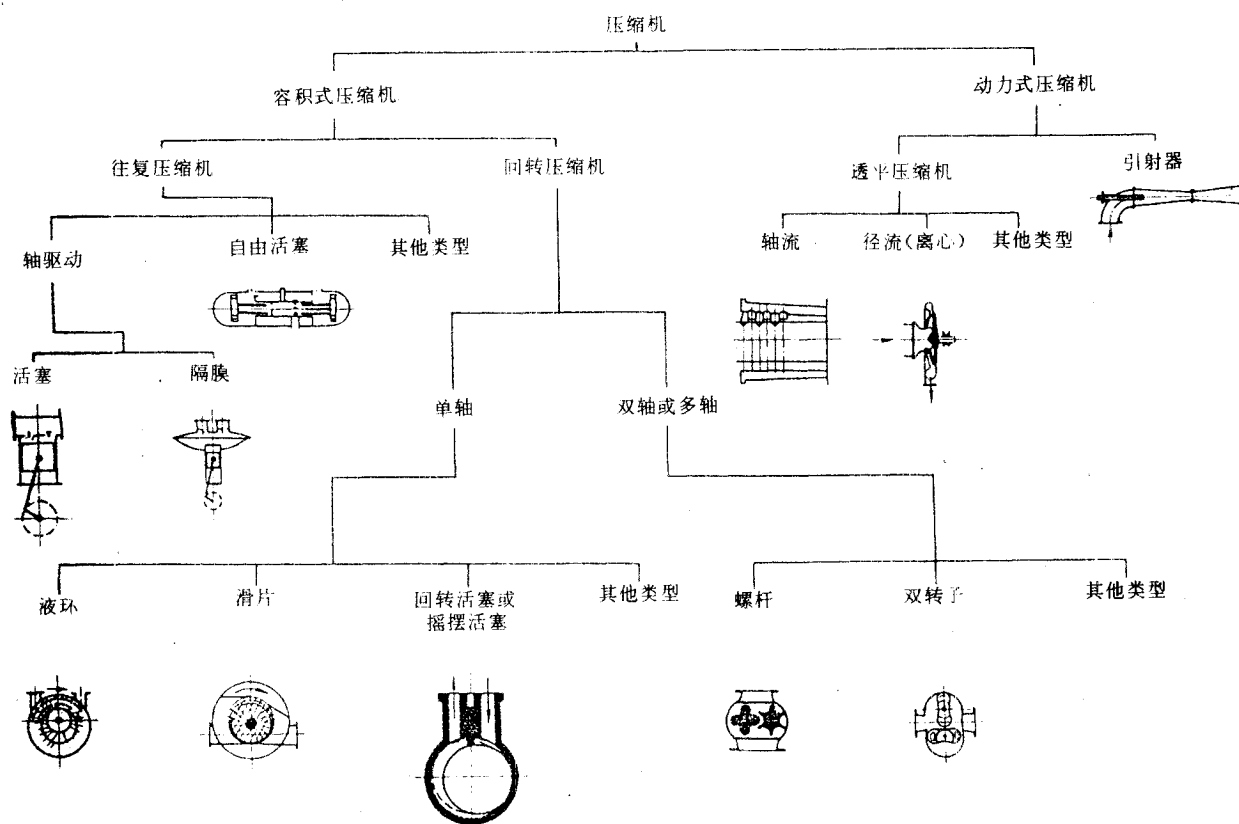 压缩机
容积式压缩机
动力式压缩机
往复压缩机
回转压缩机
透平压缩机
引射器
轴驱动
自由活塞
其他类型
轴流
径流(离心)
其他类型
活塞
隔膜
单轴
双轴或多轴
液环
滑片
回转活塞或
摇摆活塞
其他类型
螺杆
双转子
其他类型